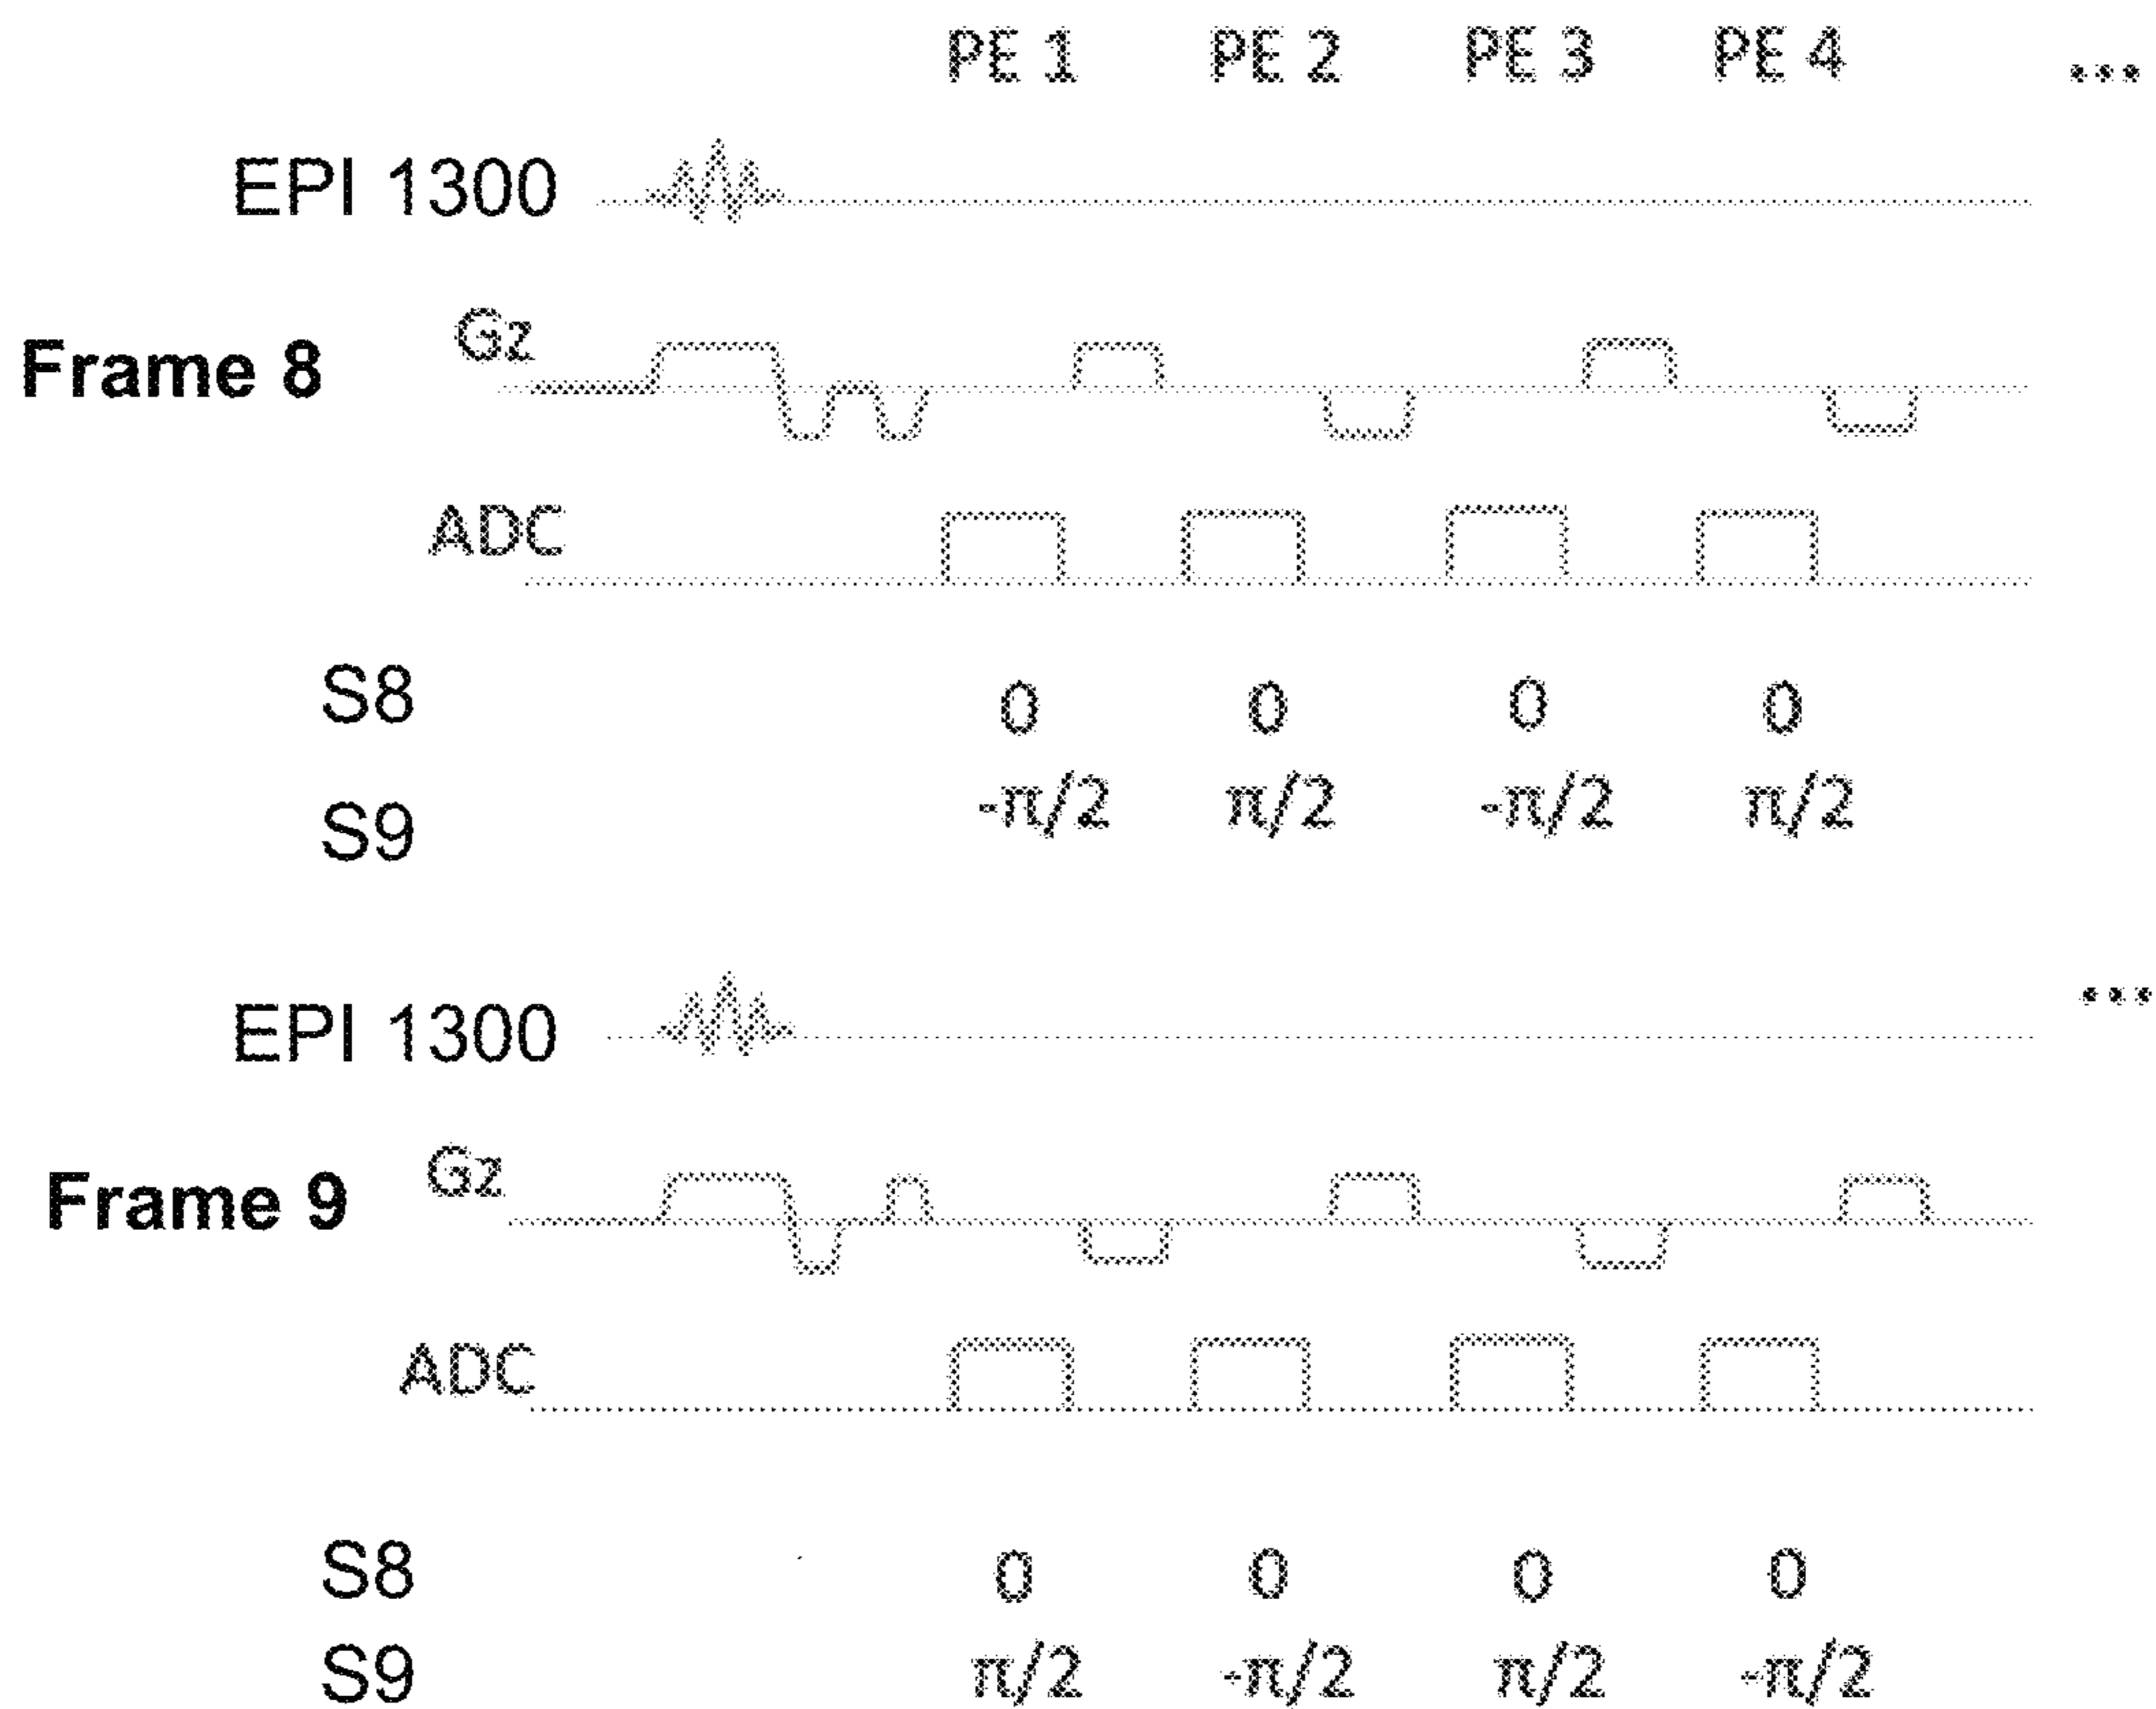 PE 1 PE 2 PE 3 PE 4 ...
EPI 1300
Frame 8 Gz
ADC
S8 0 0 0 0
S9 -π/2 π/2 -π/2 π/2
EPI 1300 ...
Frame 9 Gz
ADC
S8 0 0 0 0
S9 π/2 -π/2 π/2 -π/2